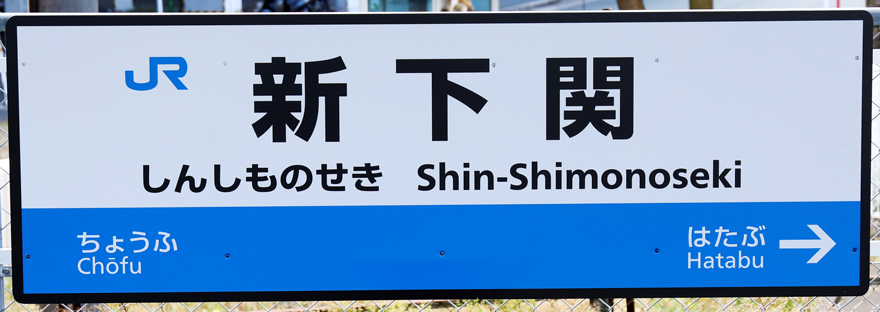 JR
新下関
しんしものせき Shin-Shimonoseki
ちょうふ
Chōfu
はたぶ
Hatabu